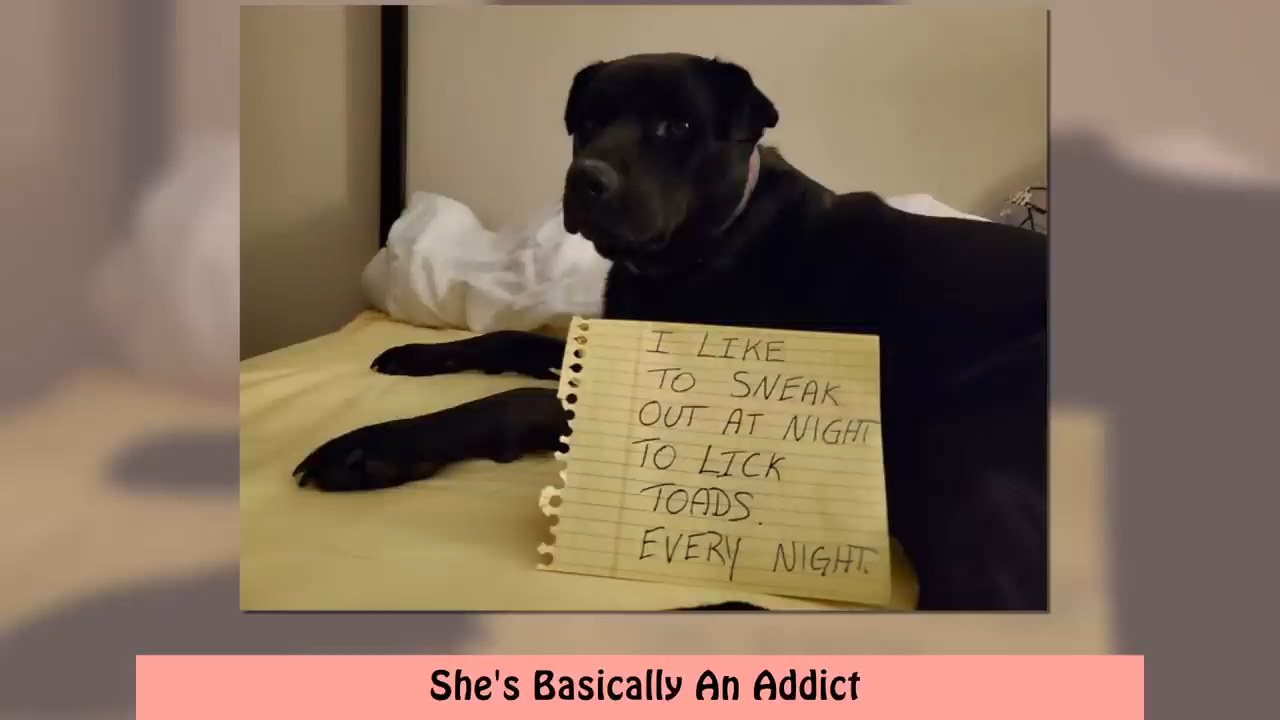 I LIKE
TO SNEAK
OUT AT NIGHT
TO LICK
TOADS.
EVERY NIGHT.
She's Basically An Addict